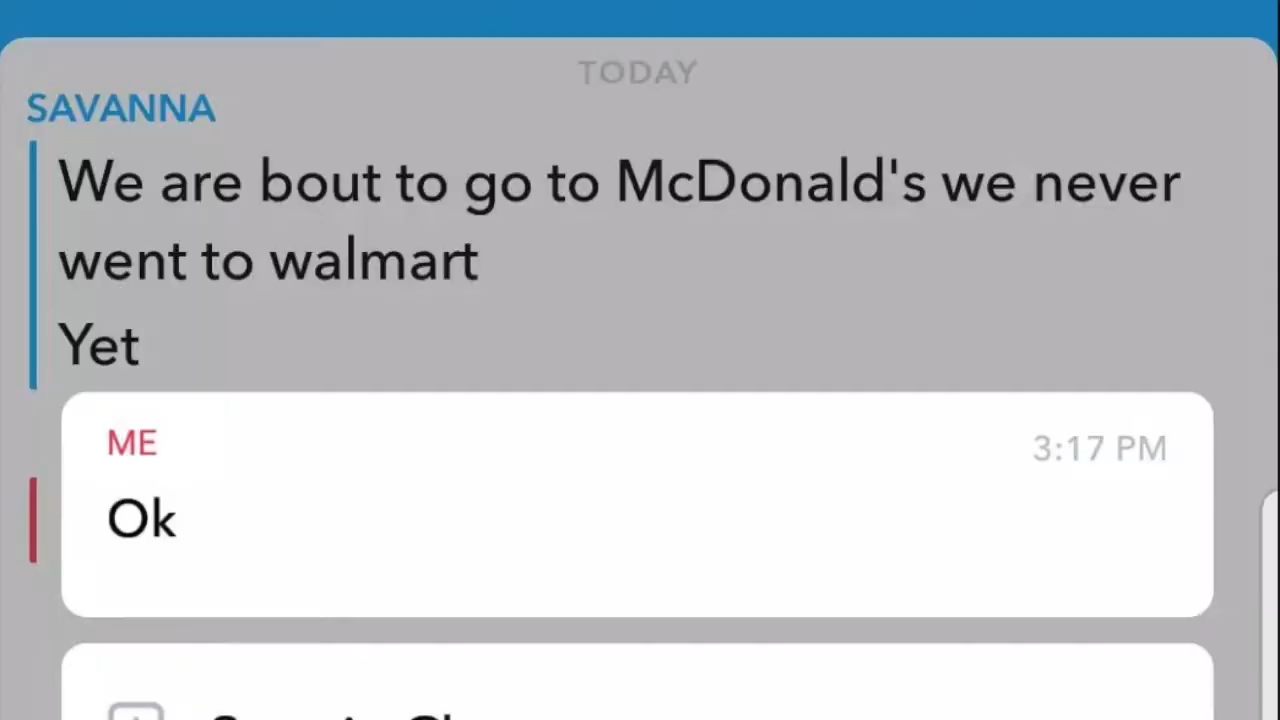 TODAY
SAVANNA
We are bout to go to McDonald's we never
went to walmart
Yet
ME
3:17 PM
Ok